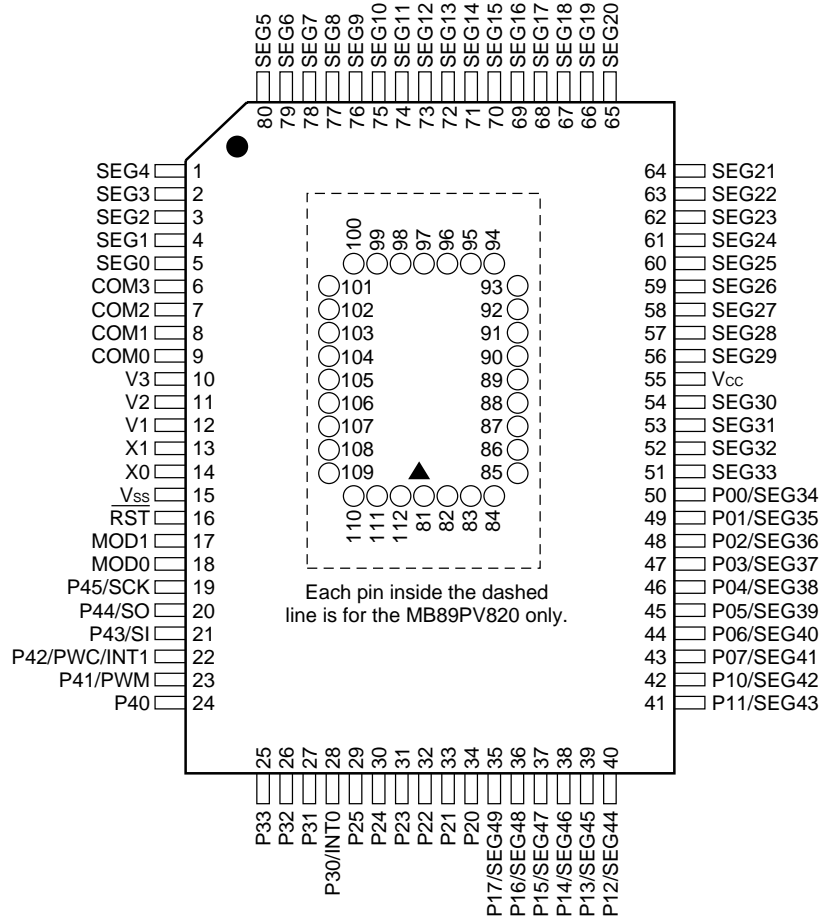 SEG5
SEG6
SEG7
SEG8
SEG9
SEG10
SEG11
SEG12
SEG13
SEG14
SEG15
SEG16
SEG17
SEG18
SEG19
SEG20
80
79
78
77
76
75
74
73
72
71
70
69
68
67
66
65
SEG4 1
SEG3 2
SEG2 3
SEG1 4
SEG0 5
COM3 6
COM2 7
COM1 8
COM0 9
V3 10
V2 11
V1 12
X1 13
X0 14
Vss 15
RST 16
MOD1 17
MOD0 18
P45/SCK 19
P44/SO 20
P43/SI 21
P42/PWC/INT1 22
P41/PWM 23
P40 24
100
99
98
97
96
95
94
101
102
103
104
105
106
107
108
109
93
92
91
90
89
88
87
86
85
110
111
112
81
82
83
84
Each pin inside the dashed
line is for the MB89PV820 only.
64 SEG21
63 SEG22
62 SEG23
61 SEG24
60 SEG25
59 SEG26
58 SEG27
57 SEG28
56 SEG29
55 Vcc
54 SEG30
53 SEG31
52 SEG32
51 SEG33
50 P00/SEG34
49 P01/SEG35
48 P02/SEG36
47 P03/SEG37
46 P04/SEG38
45 P05/SEG39
44 P06/SEG40
43 P07/SEG41
42 P10/SEG42
41 P11/SEG43
25
26
27
28
29
30
31
32
33
34
35
36
37
38
39
40
P33
P32
P31
P30/INT0
P25
P24
P23
P22
P21
P20
P17/SEG49
P16/SEG48
P15/SEG47
P14/SEG46
P13/SEG45
P12/SEG44